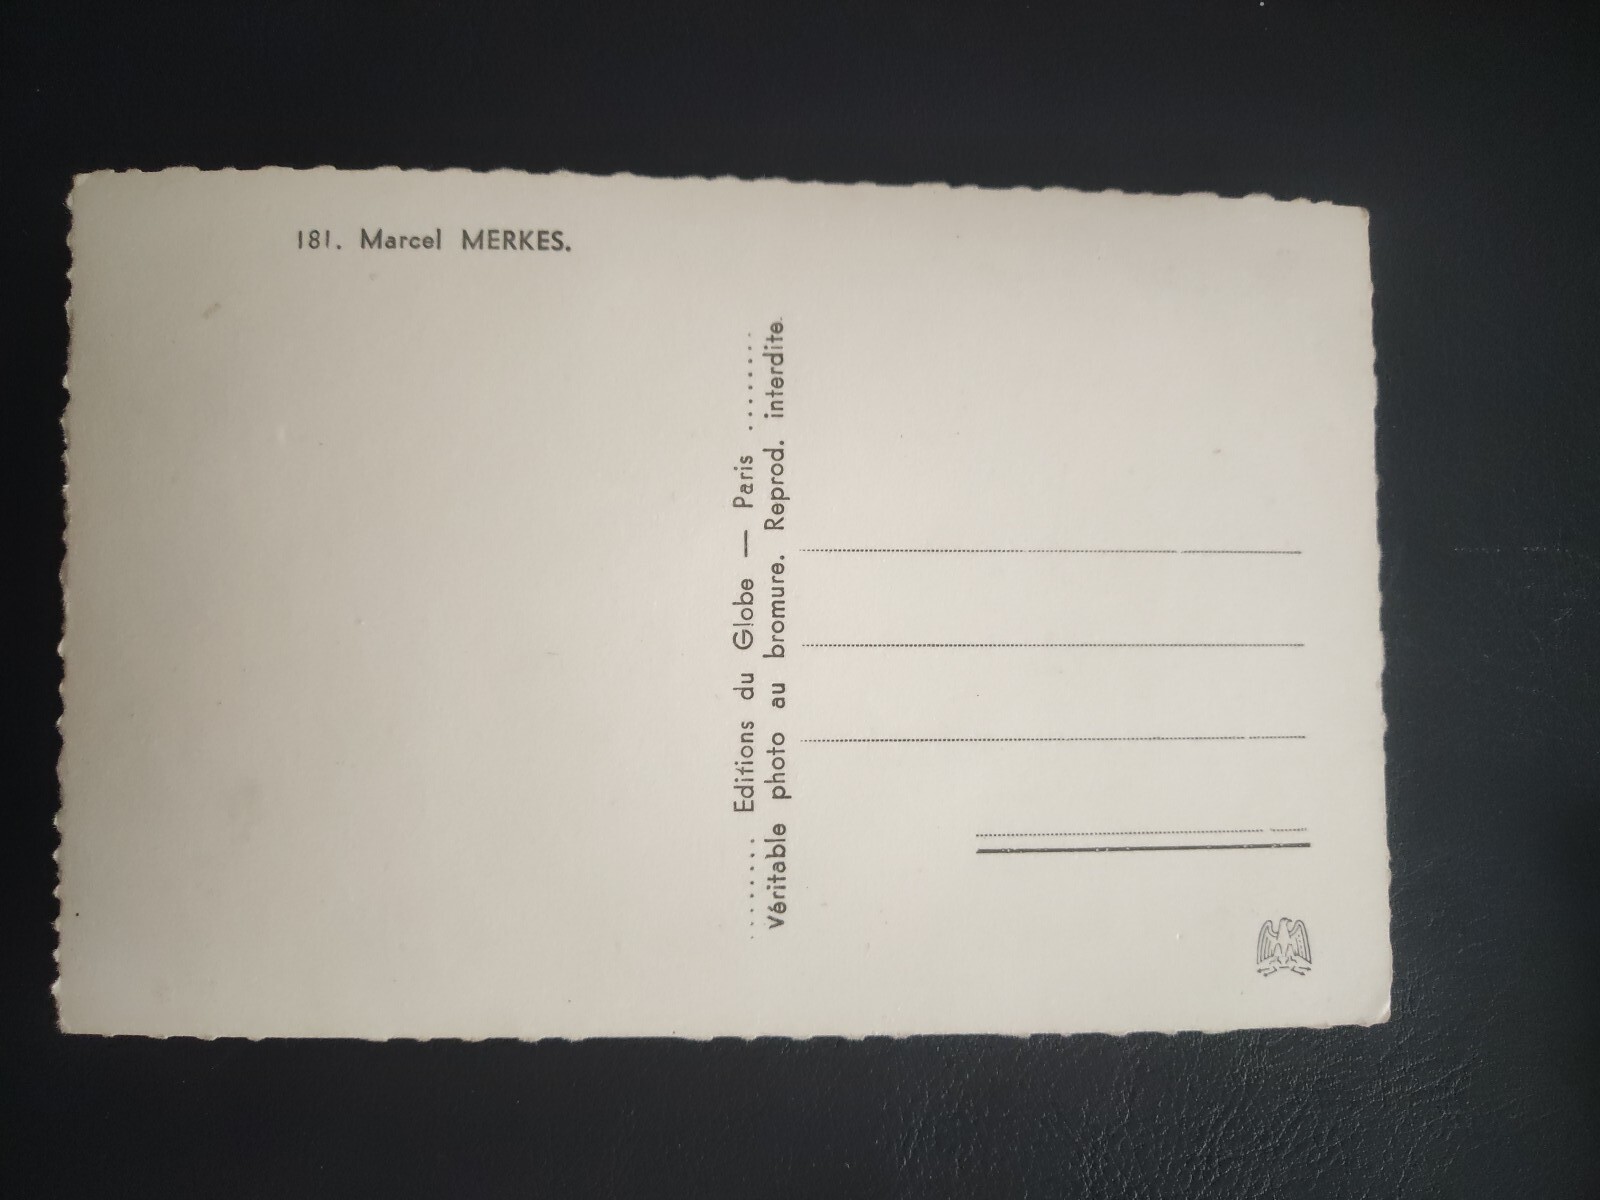 181. Marcel MERKES.
........ Editions du Globe — Paris ........
Véritable photo au bromure. Reprod. interdite.